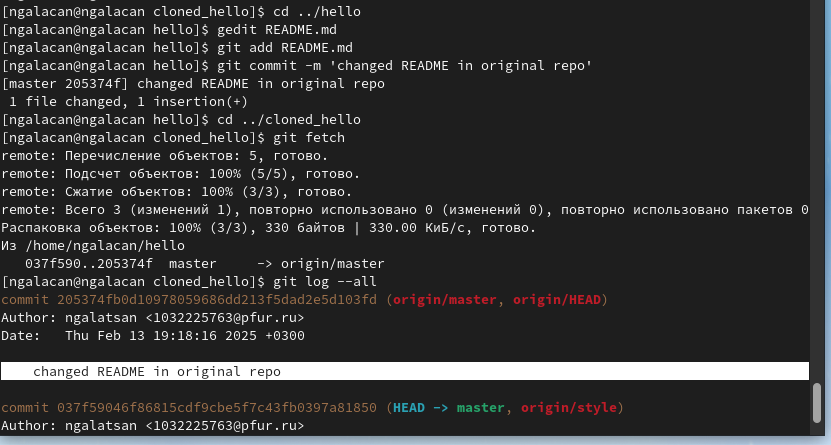 [ngalacan@ngalacan cloned_hello]$ cd ../hello
[ngalacan@ngalacan hello]$ gedit README.md
[ngalacan@ngalacan hello]$ git add README.md
[ngalacan@ngalacan hello]$ git commit -m 'changed README in original repo'
[master 205374f] changed README in original repo
 1 file changed, 1 insertion(+)
[ngalacan@ngalacan hello]$ cd ../cloned_hello
[ngalacan@ngalacan cloned_hello]$ git fetch
remote: Перечисление объектов: 5, готово.
remote: Подсчет объектов: 100% (5/5), готово.
remote: Сжатие объектов: 100% (3/3), готово.
remote: Всего 3 (изменений 1), повторно использовано 0 (изменений 0), повторно использовано пакетов 0
Распаковка объектов: 100% (3/3), 330 байтов | 330.00 КиБ/с, готово.
Из /home/ngalacan/hello
   037f590..205374f  master     -> origin/master
[ngalacan@ngalacan cloned_hello]$ git log --all
commit 205374fb0d10978059686dd213f5dad2e5d103fd (origin/master, origin/HEAD)
Author: ngalatsan <1032225763@pfur.ru>
Date:   Thu Feb 13 19:18:16 2025 +0300
    changed README in original repo
commit 037f59046f86815cdf9cbe5f7c43fb0397a81850 (HEAD -> master, origin/style)
Author: ngalatsan <1032225763@pfur.ru>